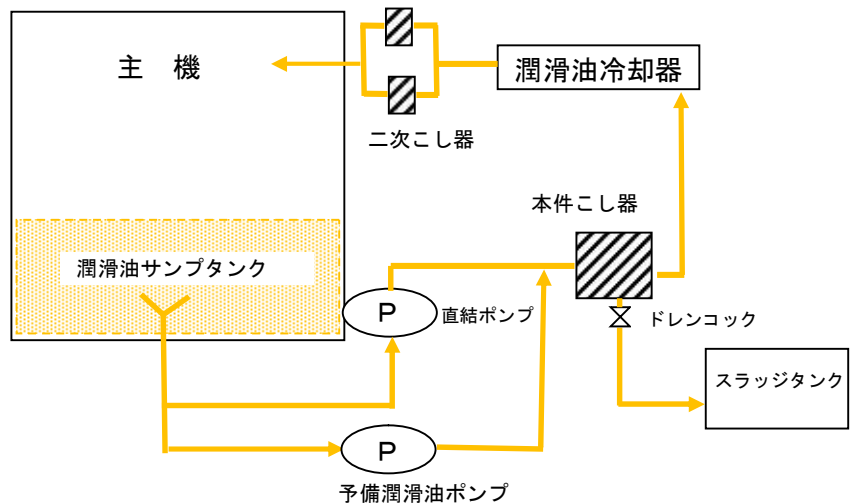 主　機
潤滑油冷却器
二次こし器
本件こし器
潤滑油サンプタンク
P
直結ポンプ
ドレンコック
スラッジタンク
P
予備潤滑油ポンプ